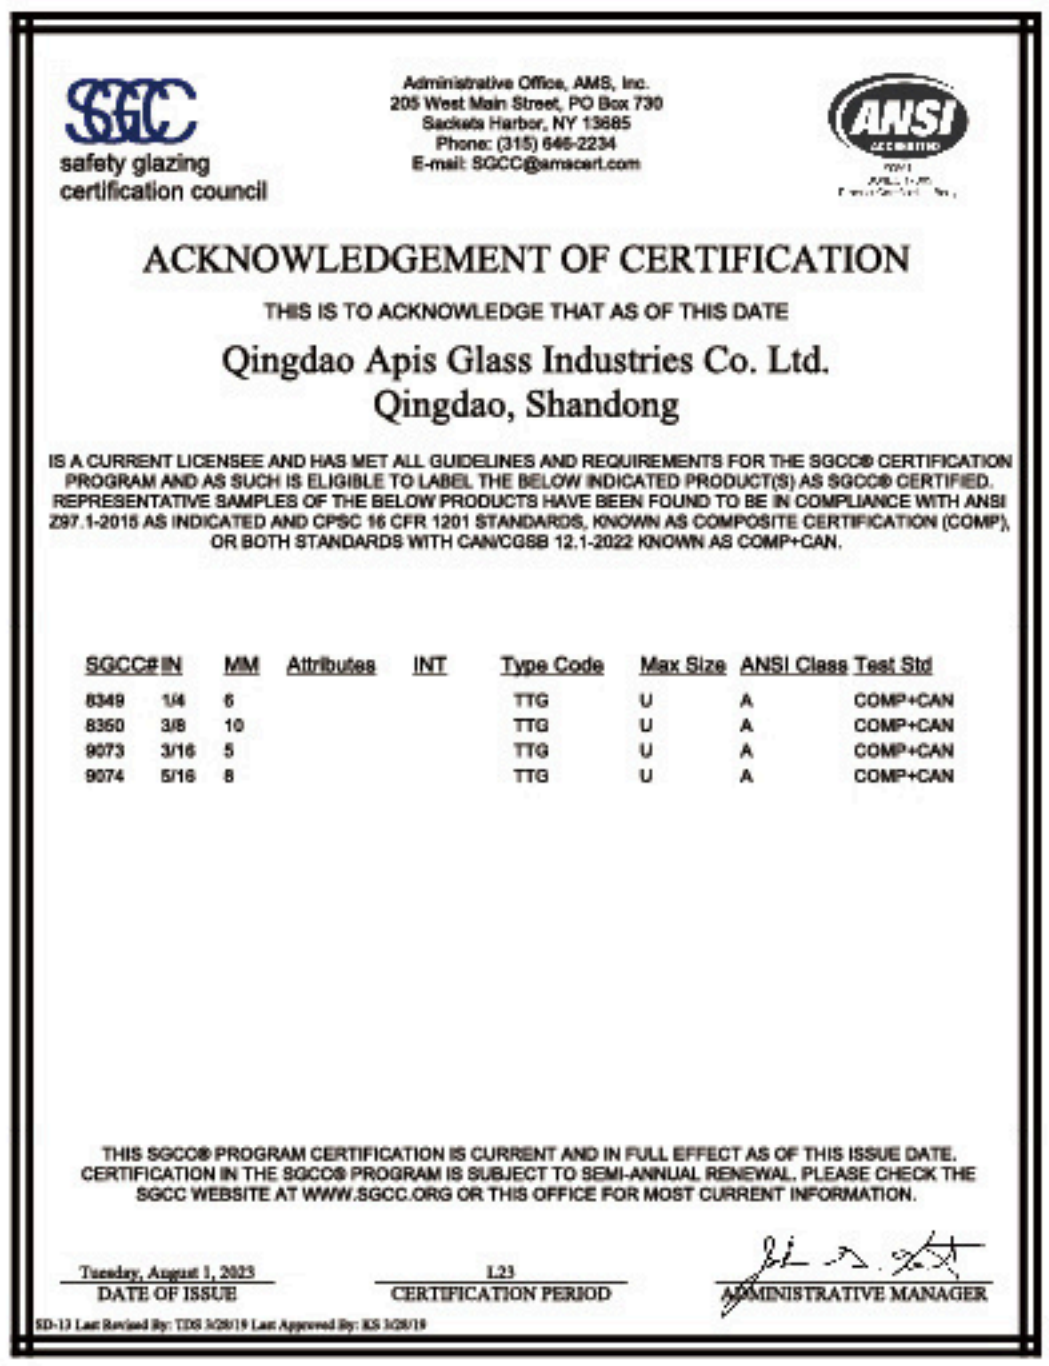 SGCC
safety glazing
certification council
Administrative Office, AMS, Inc.
205 West Main Street, PO Box 730
Sackets Harbor, NY 13685
Phone: (315) 646-2234
E-mail: SGCC@amscert.com
ANSI
ACCREDITED
ACKNOWLEDGEMENT OF CERTIFICATION
THIS IS TO ACKNOWLEDGE THAT AS OF THIS DATE
Qingdao Apis Glass Industries Co. Ltd.
Qingdao, Shandong
IS A CURRENT LICENSEE AND HAS MET ALL GUIDELINES AND REQUIREMENTS FOR THE SGCC® CERTIFICATION
PROGRAM AND AS SUCH IS ELIGIBLE TO LABEL THE BELOW INDICATED PRODUCT(S) AS SGCC® CERTIFIED.
REPRESENTATIVE SAMPLES OF THE BELOW PRODUCTS HAVE BEEN FOUND TO BE IN COMPLIANCE WITH ANSI
Z97.1-2015 AS INDICATED AND CPSC 16 CFR 1201 STANDARDS, KNOWN AS COMPOSITE CERTIFICATION (COMP),
OR BOTH STANDARDS WITH CAN/CGSB 12.1-2022 KNOWN AS COMP+CAN.
SGCC# IN MM Attributes INT Type Code Max Size ANSI Class Test Std
8349 1/4 6 TTG U A COMP+CAN
8350 3/8 10 TTG U A COMP+CAN
9073 3/16 5 TTG U A COMP+CAN
9074 5/16 8 TTG U A COMP+CAN
THIS SGCC® PROGRAM CERTIFICATION IS CURRENT AND IN FULL EFFECT AS OF THIS ISSUE DATE.
CERTIFICATION IN THE SGCC® PROGRAM IS SUBJECT TO SEMI-ANNUAL RENEWAL. PLEASE CHECK THE
SGCC WEBSITE AT WWW.SGCC.ORG OR THIS OFFICE FOR MOST CURRENT INFORMATION.
Tuesday, August 1, 2023
DATE OF ISSUE
L23
CERTIFICATION PERIOD
ADMINISTRATIVE MANAGER
SD-13 Last Revised By: TDS 3/28/19 Last Approved By: KS 3/28/19